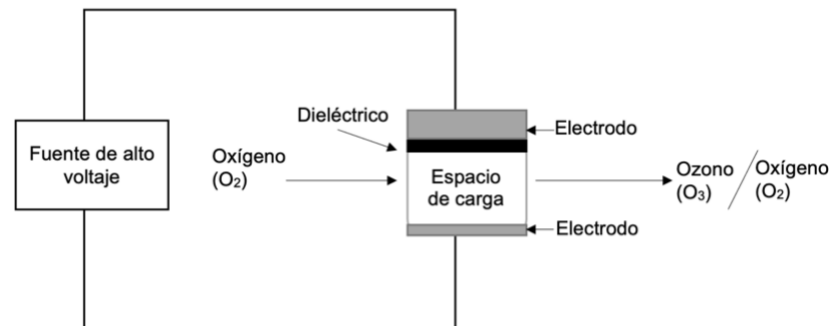 Fuente de alto
voltaje
Oxígeno
(O₂)
Dieléctrico
Electrodo
Espacio
de carga
Electrodo
Ozono
(O₃)
Oxígeno
(O₂)